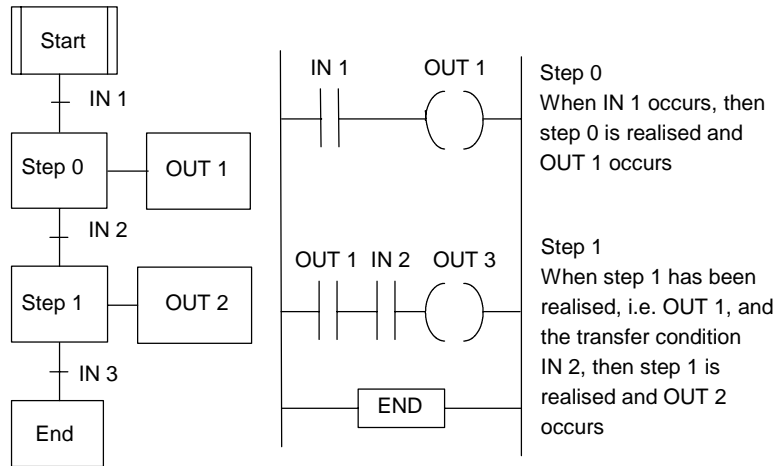 Start
IN 1
Step 0
OUT 1
IN 2
Step 1
OUT 2
IN 3
End
IN 1 OUT 1
OUT 1 IN 2 OUT 3
END
Step 0
When IN 1 occurs, then
step 0 is realised and
OUT 1 occurs
Step 1
When step 1 has been
realised, i.e. OUT 1, and
the transfer condition
IN 2, then step 1 is
realised and OUT 2
occurs